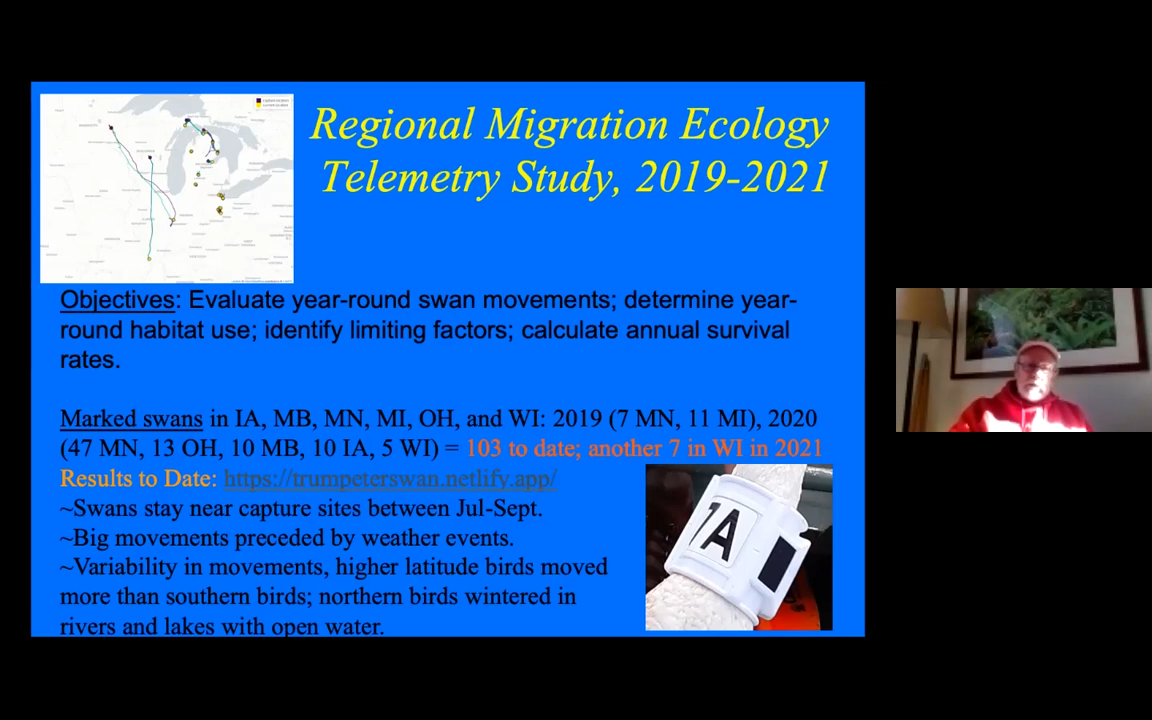 Regional Migration Ecology
Telemetry Study, 2019-2021
Objectives: Evaluate year-round swan movements; determine year-
round habitat use; identify limiting factors; calculate annual survival
rates.
Marked swans in IA, MB, MN, MI, OH, and WI: 2019 (7 MN, 11 MI), 2020
(47 MN, 13 OH, 10 MB, 10 IA, 5 WI) = 103 to date; another 7 in WI in 2021
Results to Date: https://trumpeterswan.netlify.app/
~Swans stay near capture sites between Jul-Sept.
~Big movements preceded by weather events.
~Variability in movements, higher latitude birds moved
more than southern birds; northern birds wintered in
rivers and lakes with open water.
1A